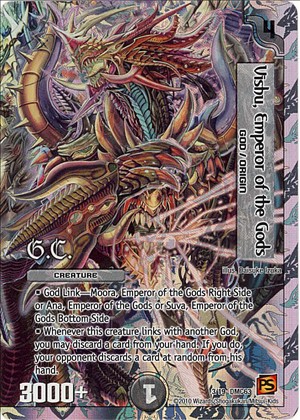 4
Vishu, Emperor of the Gods
GOD / ORIGIN
Illus. Daisuke Izuka
G.C
CREATURE
• God Link—Moora, Emperor of the Gods Right Side
or Ana, Emperor of the Gods or Suva, Emperor of the
Gods Bottom Side
• Whenever this creature links with another God,
you may discard a card from your hand. If you do,
your opponent discards a card at random from his
hand.
3000+
1
©2010 Wizards/Shogakukan/Mitsui-Kids